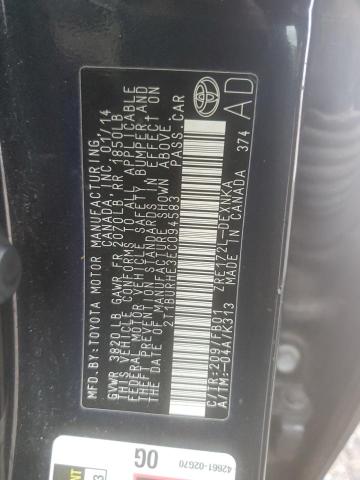 MFD.BY:TOYOTA MOTOR MANUFACTURING
CANADA,INC.01/14
GVWR 3820LB GAWR FR 2070LB RR 1850LB
THIS VEHICLE CONFORMS TO ALL APPLICABLE
FEDERAL MOTOR VEHICLE SAFETY, BUMPER, AND
THEFT PREVENTION STANDARDS IN EFFECT ON
THE DATE OF MANUFACTURE SHOWN ABOVE.
2T1BURHE3EC094583 PASS.CAR
C/TR:209/FB01 ZRE172L-DEXNKA
A/TM:-04A/K313 MADE IN CANADA 374
AD
42661-02G70
0G